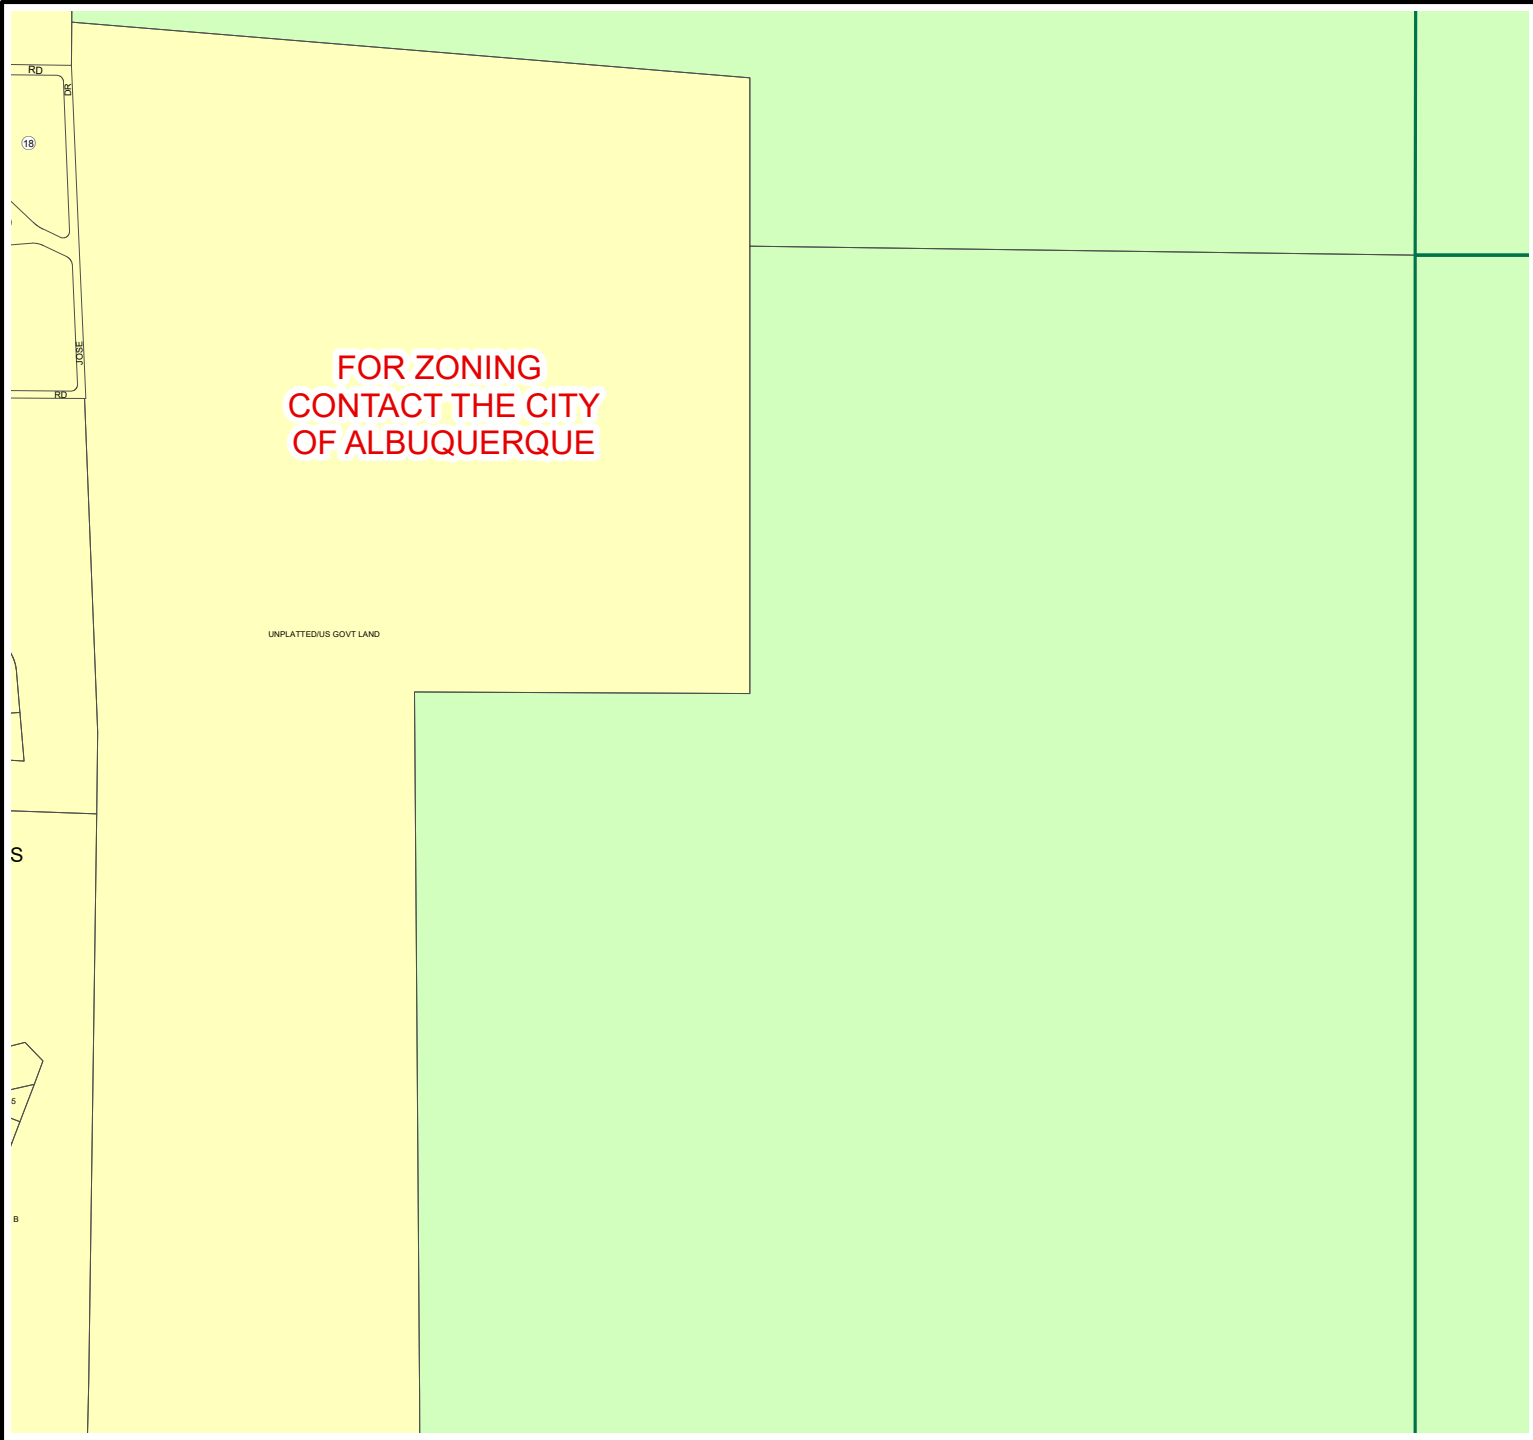 RD
DR
18
JOSE
RD
FOR ZONING
CONTACT THE CITY
OF ALBUQUERQUE
UNPLATTED/US GOVT LAND
S
5
B